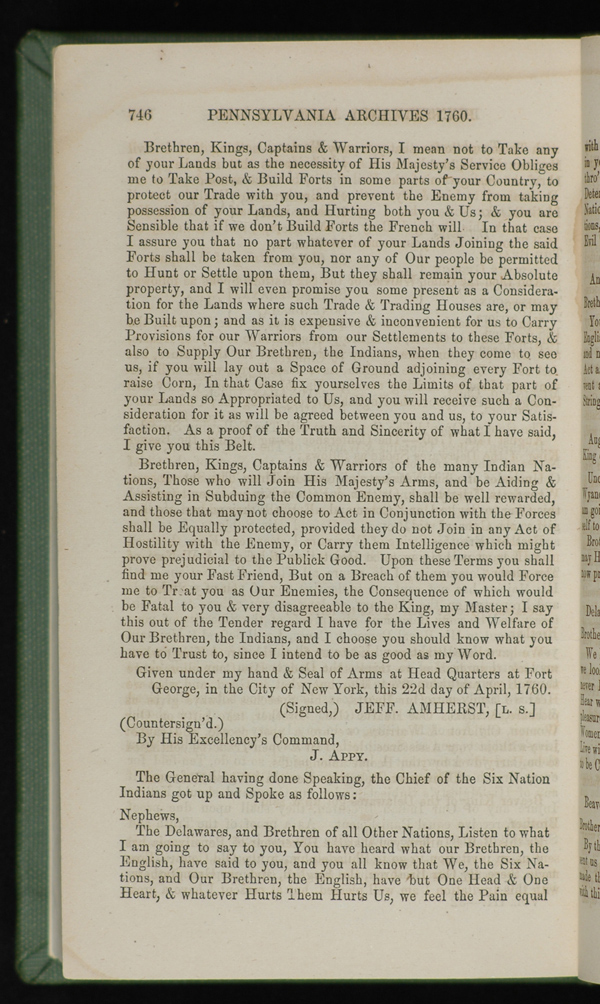 746 PENNSYLVANIA ARCHIVES 1760.
Brethren, Kings, Captains & Warriors, I mean not to Take any
of your Lands but as the necessity of His Majesty's Service Obliges
me to Take Post, & Build Forts in some parts of your Country, to
protect our Trade with you, and prevent the Enemy from taking
possession of your Lands, and Hurting both you & Us; & you are
Sensible that if we don't Build Forts the French will In that case
I assure you that no part whatever of your Lands Joining the said
Forts shall be taken from you, nor any of Our people be permitted
to Hunt or Settle upon them, But they shall remain your Absolute
property, and I will even promise you some present as a Considera-
tion for the Lands where such Trade & Trading Houses are, or may
be Built upon; and as it is expensive & inconvenient for us to Carry
Provisions for our Warriors from our Settlements to these Forts, &
also to Supply Our Brethren, the Indians, when they come to see
us, if you will lay out a Space of Ground adjoining every Fort to
raise Corn, In that Case fix yourselves the Limits of that part of
your Lands so Appropriated to Us, and you will receive such a Con-
sideration for it as will be agreed between you and us, to your Satis-
faction. As a proof of the Truth and Sincerity of what I have said,
I give you this Belt.
Brethren, Kings, Captains & Warriors of the many Indian Na-
tions, Those who will Join His Majesty's Arms, and be Aiding &
Assisting in Subduing the Common Enemy, shall be well rewarded,
and those that may not choose to Act in Conjunction with the Forces
shall be Equally protected, provided they do not Join in any Act of
Hostility with the Enemy, or Carry them Intelligence which might
prove prejudicial to the Publick Good. Upon these Terms you shall
find me your Fast Friend, But on a Breach of them you would Force
me to Tr at you as Our Enemies, the Consequence of which would
be Fatal to you & very disagreeable to the King, my Master; I say
this out of the Tender regard I have for the Lives and Welfare of
Our Brethren, the Indians, and I choose you should know what you
have to Trust to, since I intend to be as good as my Word.
Given under my hand & Seal of Arms at Head Quarters at Fort
George, in the City of New York, this 22d day of April, 1760.
(Signed,) JEFF. AMHERST, [L. S.]
(Countersign'd.)
By His Excellency's Command,
J. APPY.
The General having done Speaking, the Chief of the Six Nation
Indians got up and Spoke as follows:
Nephews,
The Delawares, and Brethren of all Other Nations, Listen to what
I am going to say to you, You have heard what our Brethren, the
English, have said to you, and you all know that We, the Six Na-
tions, and Our Brethren, the English, have but One Head & One
Heart, & whatever Hurts Them Hurts Us, we feel the Pain equal